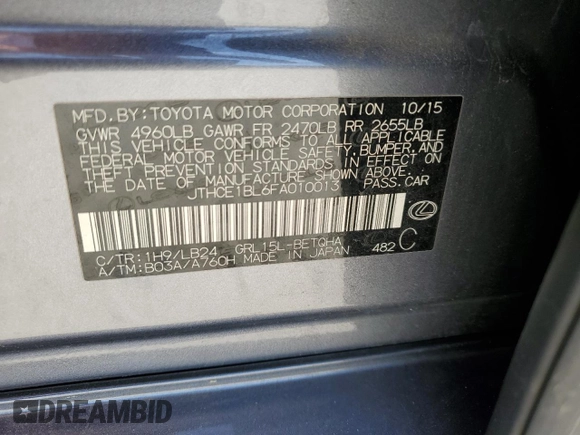 MFD. BY: TOYOTA MOTOR CORPORATION 10/15
GVWR 4960LB GAWR FR 2470LB RR 2655LB
THIS VEHICLE CONFORMS TO ALL APPLICABLE
FEDERAL MOTOR VEHICLE SAFETY, BUMPER, AND
THEFT PREVENTION STANDARDS IN EFFECT ON
THE DATE OF MANUFACTURE SHOWN ABOVE.
JTHCE1BL6FA010013 PASS. CAR
C/TR: 1H9/LB24 GRL15L-BETQHA
A/TM: B03A/A760H MADE IN JAPAN 482 C
DREAMBID